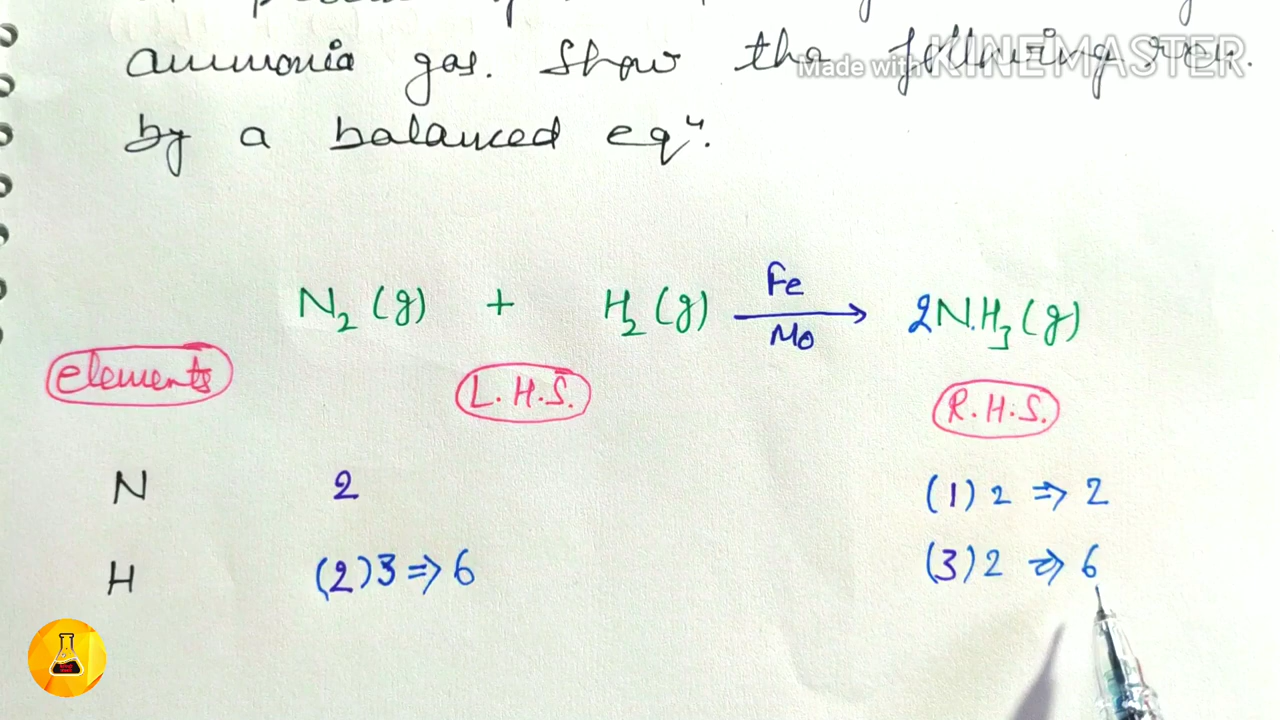 ammonia gas. Show the following rea.
by a balanced eqⁿ.
Made with KINEMASTER
Fe
N₂(g) + H₂(g) → 2NH₃(g)
Mo
elements L.H.S. R.H.S.
N 2 (1) 2 ⇒ 2
H (2)3 ⇒ 6 (3)2 ⇒ 6